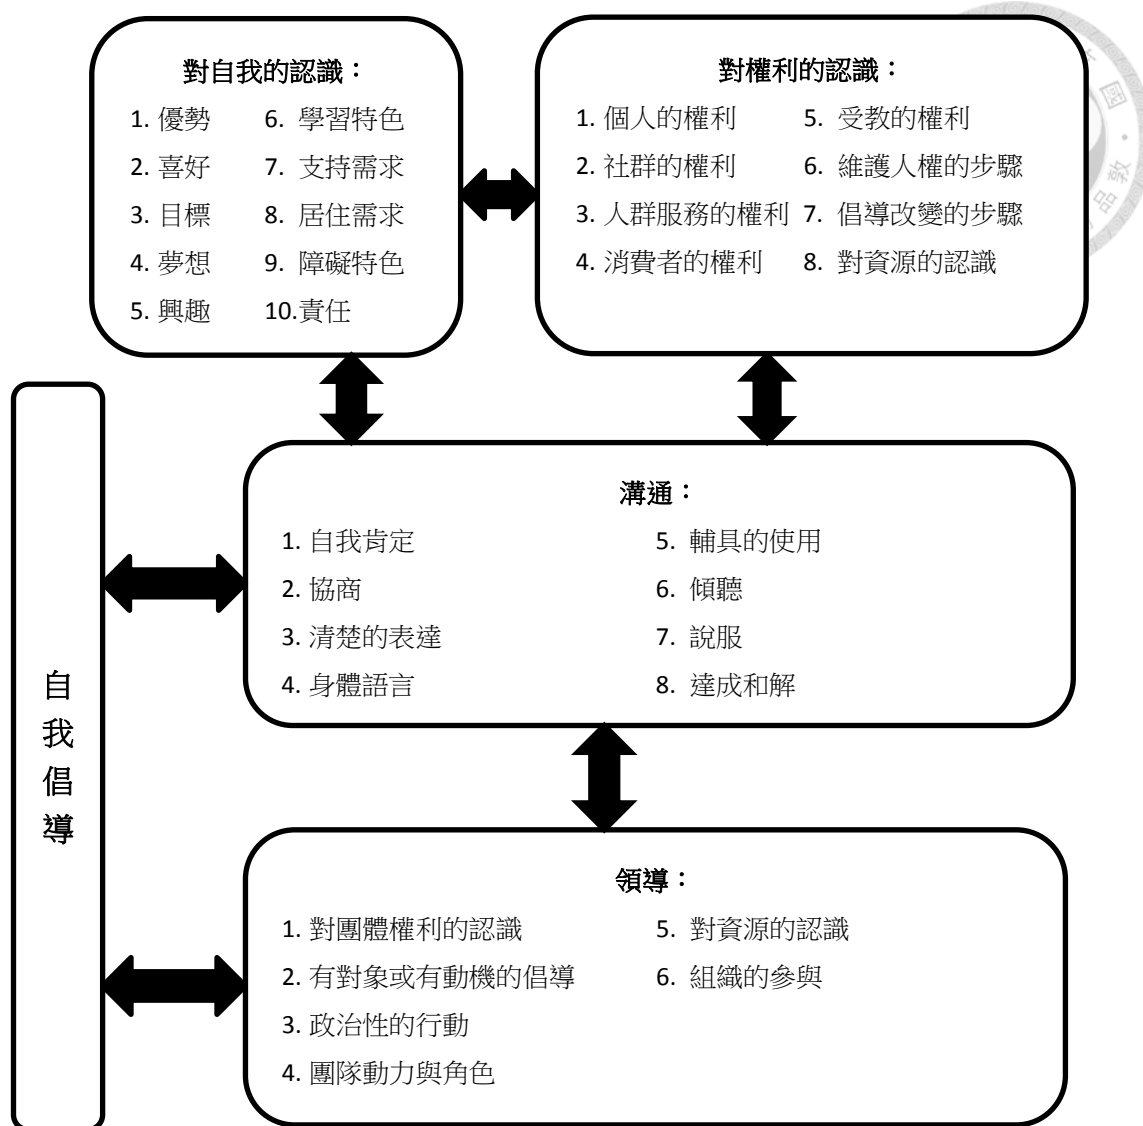 對自我的認識：
1. 優勢 6. 學習特色
2. 喜好 7. 支持需求
3. 目標 8. 居住需求
4. 夢想 9. 障礙特色
5. 興趣 10.責任
對權利的認識：
1. 個人的權利 5. 受教的權利
2. 社群的權利 6. 維護人權的步驟
3. 人群服務的權利 7. 倡導改變的步驟
4. 消費者的權利 8. 對資源的認識
溝通：
1. 自我肯定 5. 輔具的使用
2. 協商 6. 傾聽
3. 清楚的表達 7. 說服
4. 身體語言 8. 達成和解
自我倡導
領導：
1. 對團體權利的認識 5. 對資源的認識
2. 有對象或有動機的倡導 6. 組織的參與
3. 政治性的行動
4. 團隊動力與角色
國
敦
品